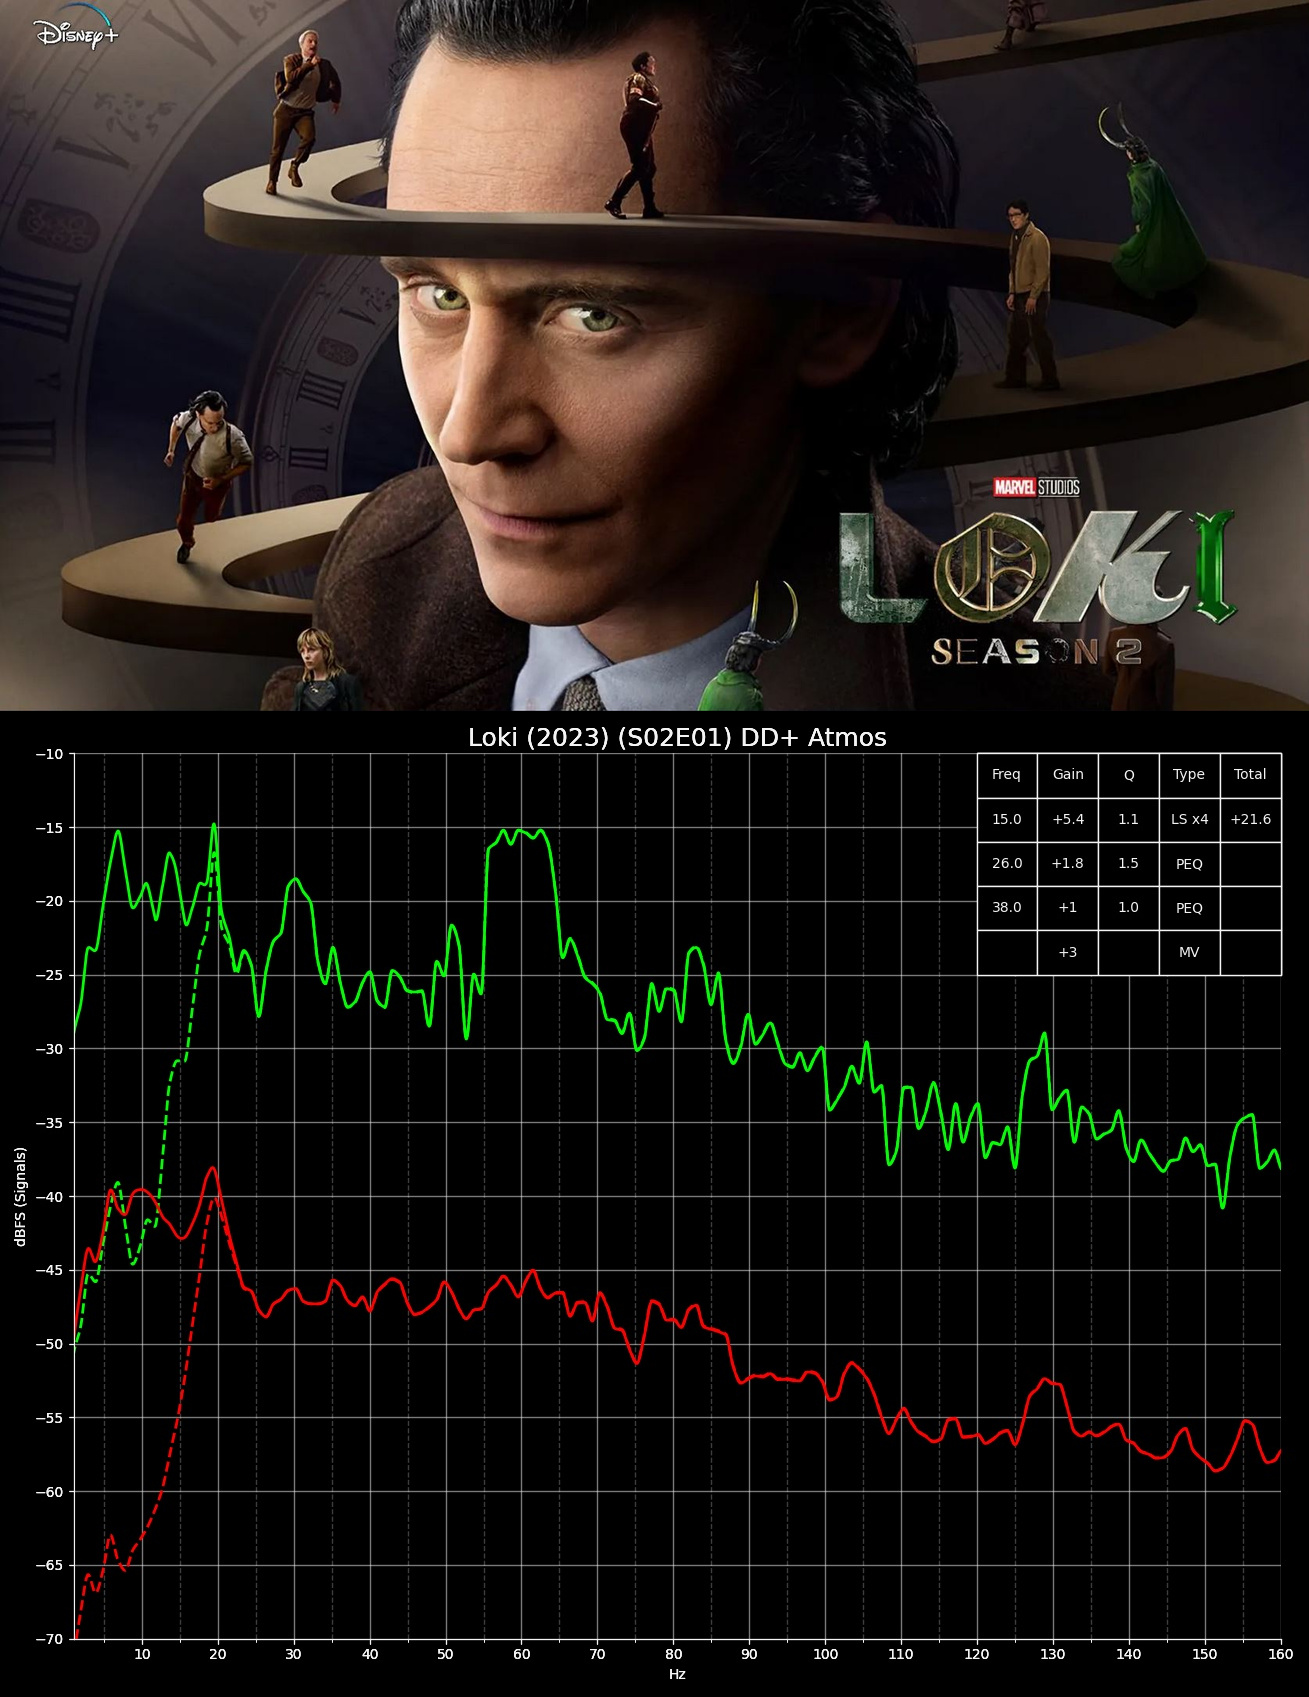 Disney+
MARVEL STUDIOS
LOKI
SEASON 2
Loki (2023) (S02E01) DD+ Atmos
Freq Gain Q Type Total
15.0 +5.4 1.1 LS x4 +21.6
26.0 +1.8 1.5 PEQ
38.0 +1 1.0 PEQ
+3 MV
−10
−15
−20
−25
−30
−35
−40
−45
−50
−55
−60
−65
−70
dBFS (Signals)
10 20 30 40 50 60 70 80 90 100 110 120 130 140 150 160
Hz